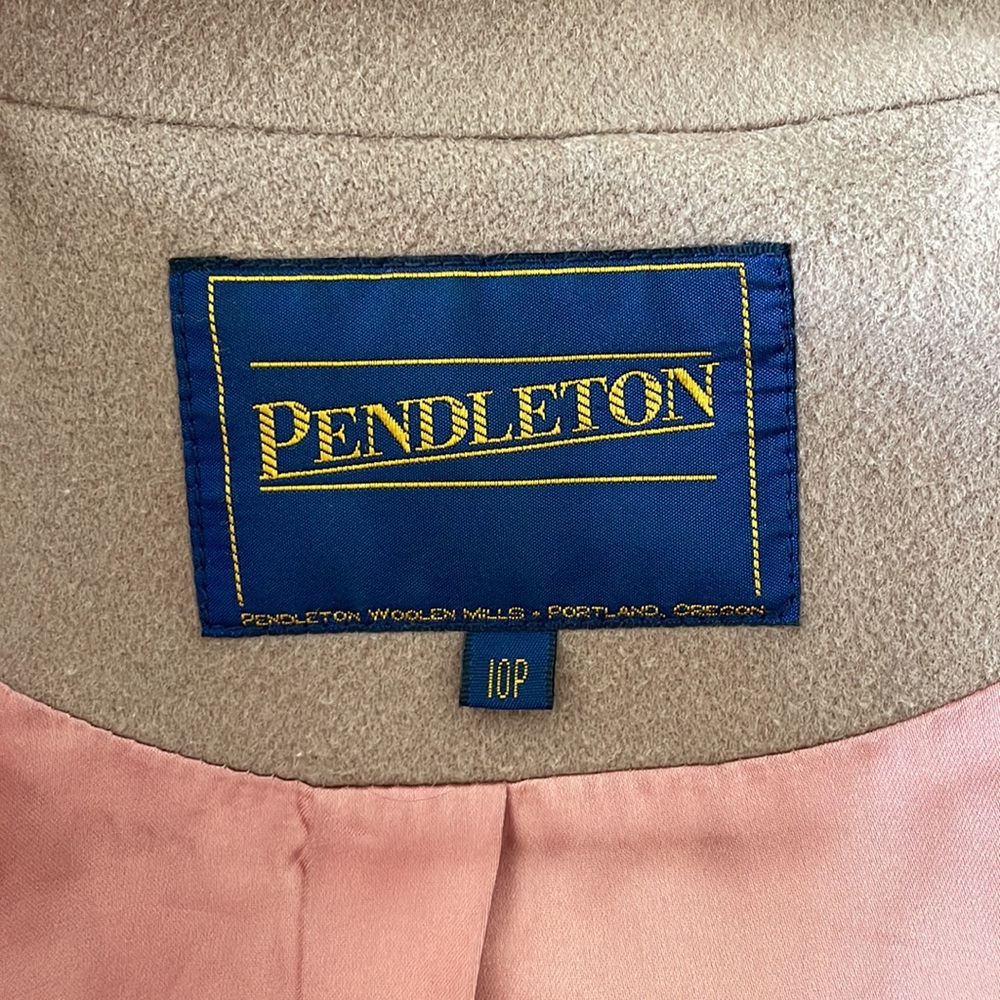 PENDLETON
PENDLETON WOOLEN MILLS • PORTLAND, OREGON
10P